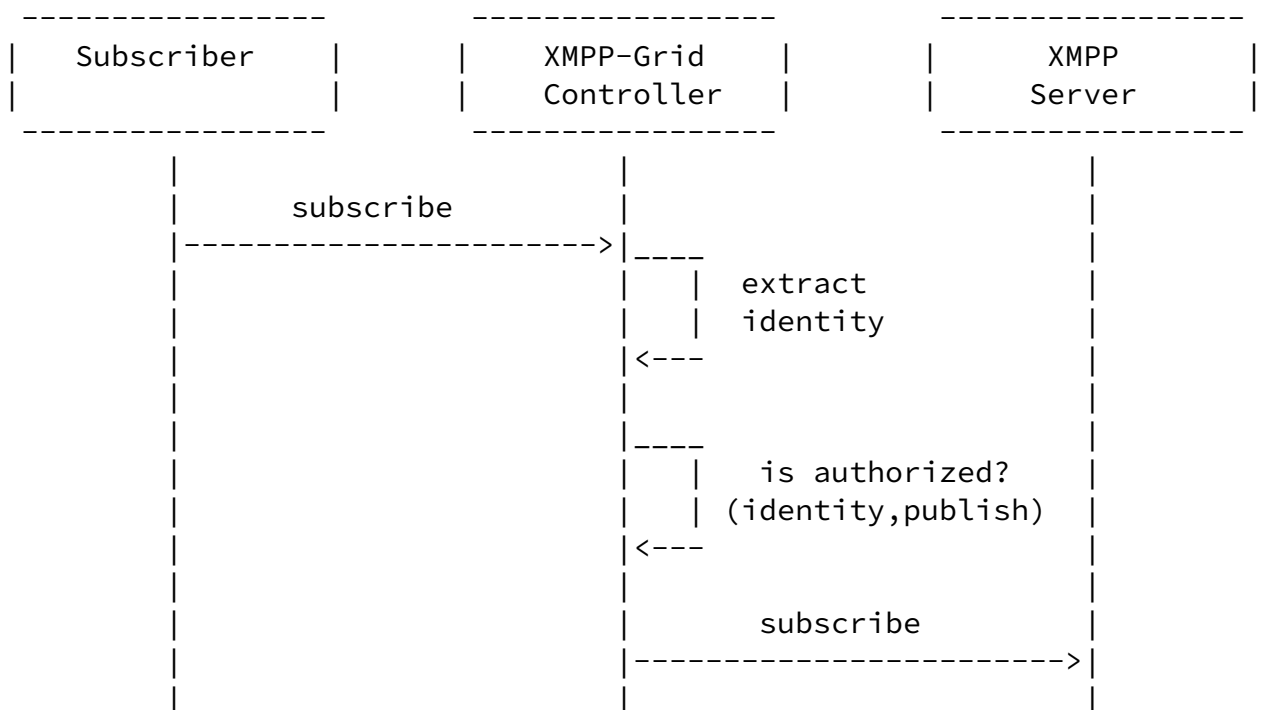 Subscriber XMPP-Grid XMPP
Controller Server
subscribe
extract
identity
is authorized?
(identity,publish)
subscribe